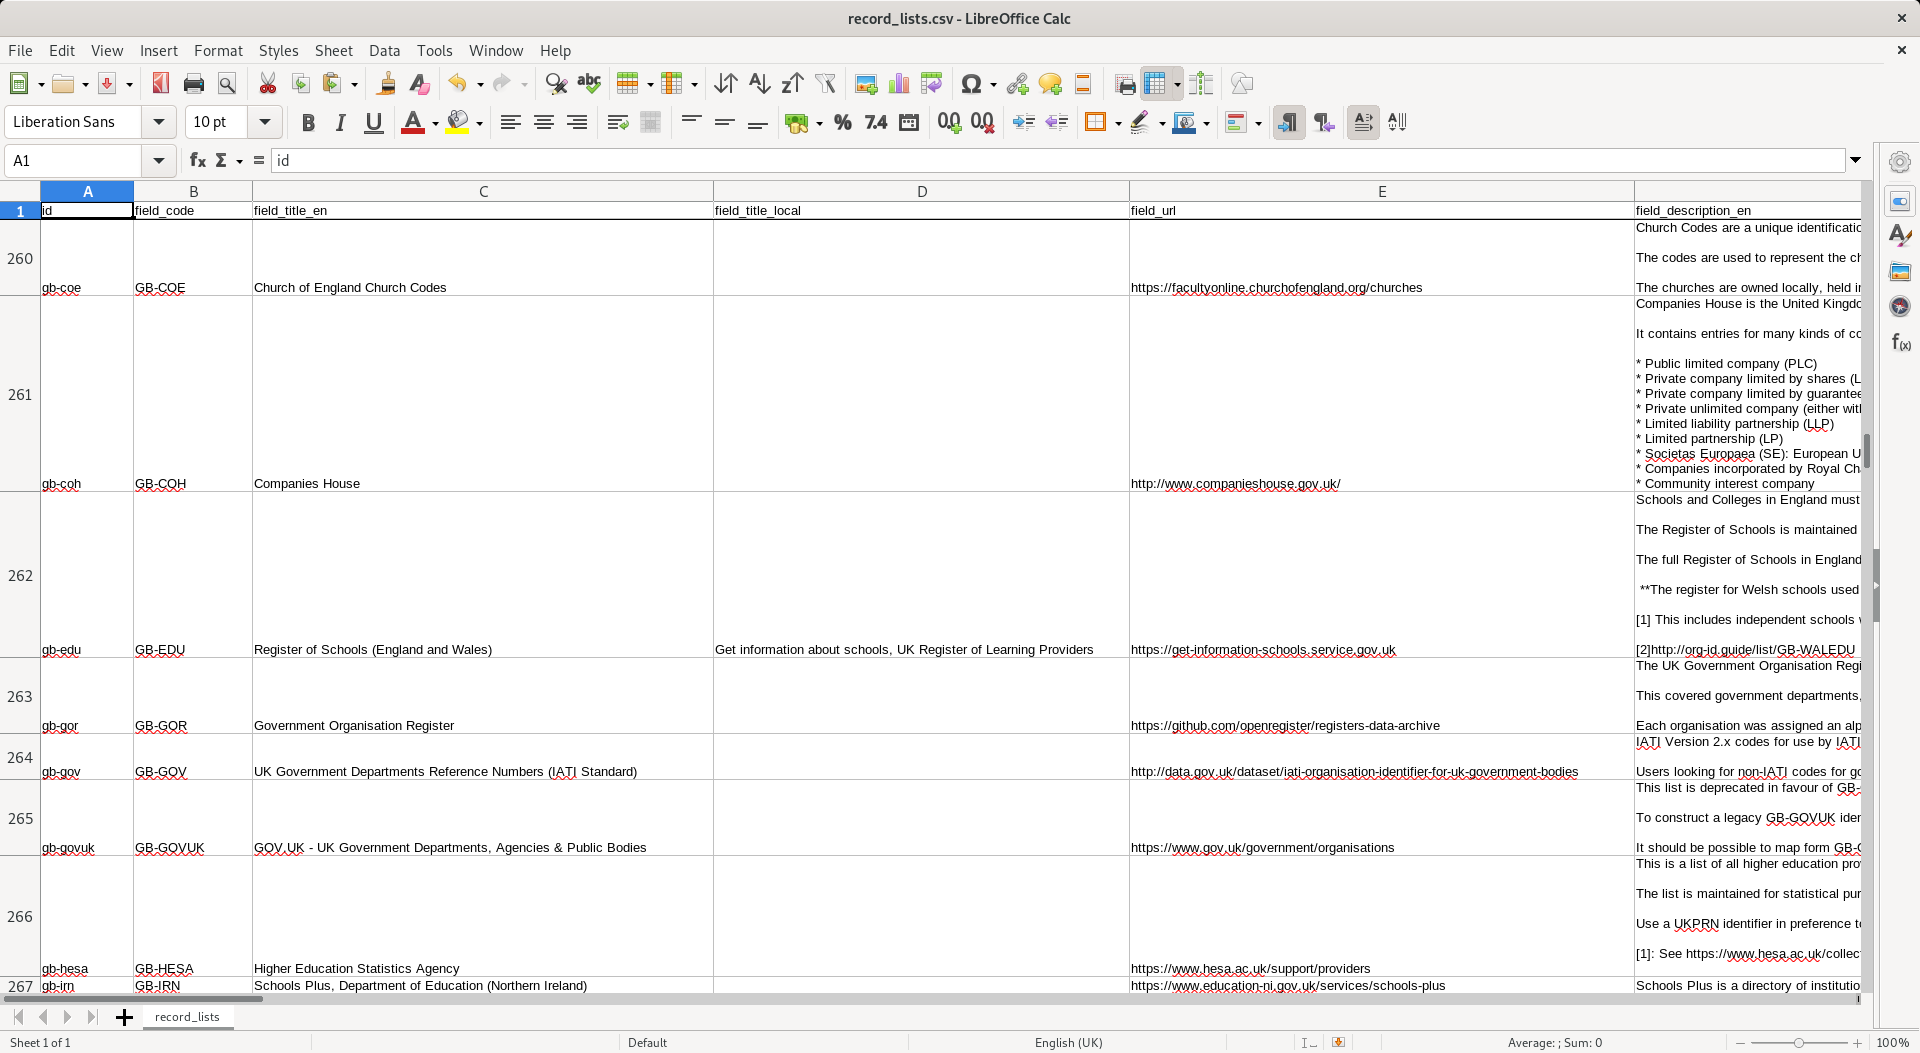 record_lists.csv - LibreOffice Calc
File Edit View Insert Format Styles Sheet Data Tools Window Help
Liberation Sans 10 pt
A1 id
A B C D E
1 id field_code field_title_en field_title_local field_url field_description_en
Church Codes are a unique identificatio
260
The codes are used to represent the ch
gb-coe GB-COE Church of England Church Codes https://facultyonline.churchofengland.org/churches The churches are owned locally, held in
Companies House is the United Kingdo
It contains entries for many kinds of co
* Public limited company (PLC)
* Private company limited by shares (L
261 * Private company limited by guarantee
* Private unlimited company (either with
* Limited liability partnership (LLP)
* Limited partnership (LP)
* Societas Europaea (SE): European U
* Companies incorporated by Royal Cha
gb-coh GB-COH Companies House http://www.companieshouse.gov.uk/ * Community interest company
Schools and Colleges in England must
The Register of Schools is maintained
The full Register of Schools in England
262
**The register for Welsh schools used
[1] This includes independent schools w
gb-edu GB-EDU Register of Schools (England and Wales) Get information about schools, UK Register of Learning Providers https://get-information-schools.service.gov.uk [2]http://org-id.guide/list/GB-WALEDU
The UK Government Organisation Regi
263 This covered government departments,
gb-gor GB-GOR Government Organisation Register https://github.com/openregister/registers-data-archive Each organisation was assigned an alp
IATI Version 2.x codes for use by IATI
264
gb-gov GB-GOV UK Government Departments Reference Numbers (IATI Standard) http://data.gov.uk/dataset/iati-organisation-identifier-for-uk-government-bodies Users looking for non-IATI codes for go
This list is deprecated in favour of GB-
265 To construct a legacy GB-GOVUK iden
gb-govuk GB-GOVUK GOV.UK - UK Government Departments, Agencies & Public Bodies https://www.gov.uk/government/organisations It should be possible to map form GB-G
This is a list of all higher education pro
The list is maintained for statistical pur
266
Use a UKPRN identifier in preference to
[1]: See https://www.hesa.ac.uk/collect
gb-hesa GB-HESA Higher Education Statistics Agency https://www.hesa.ac.uk/support/providers
267 gb-irn GB-IRN Schools Plus, Department of Education (Northern Ireland) https://www.education-ni.gov.uk/services/schools-plus Schools Plus is a directory of institutio
record_lists
Sheet 1 of 1 Default English (UK) Average: ; Sum: 0 100%